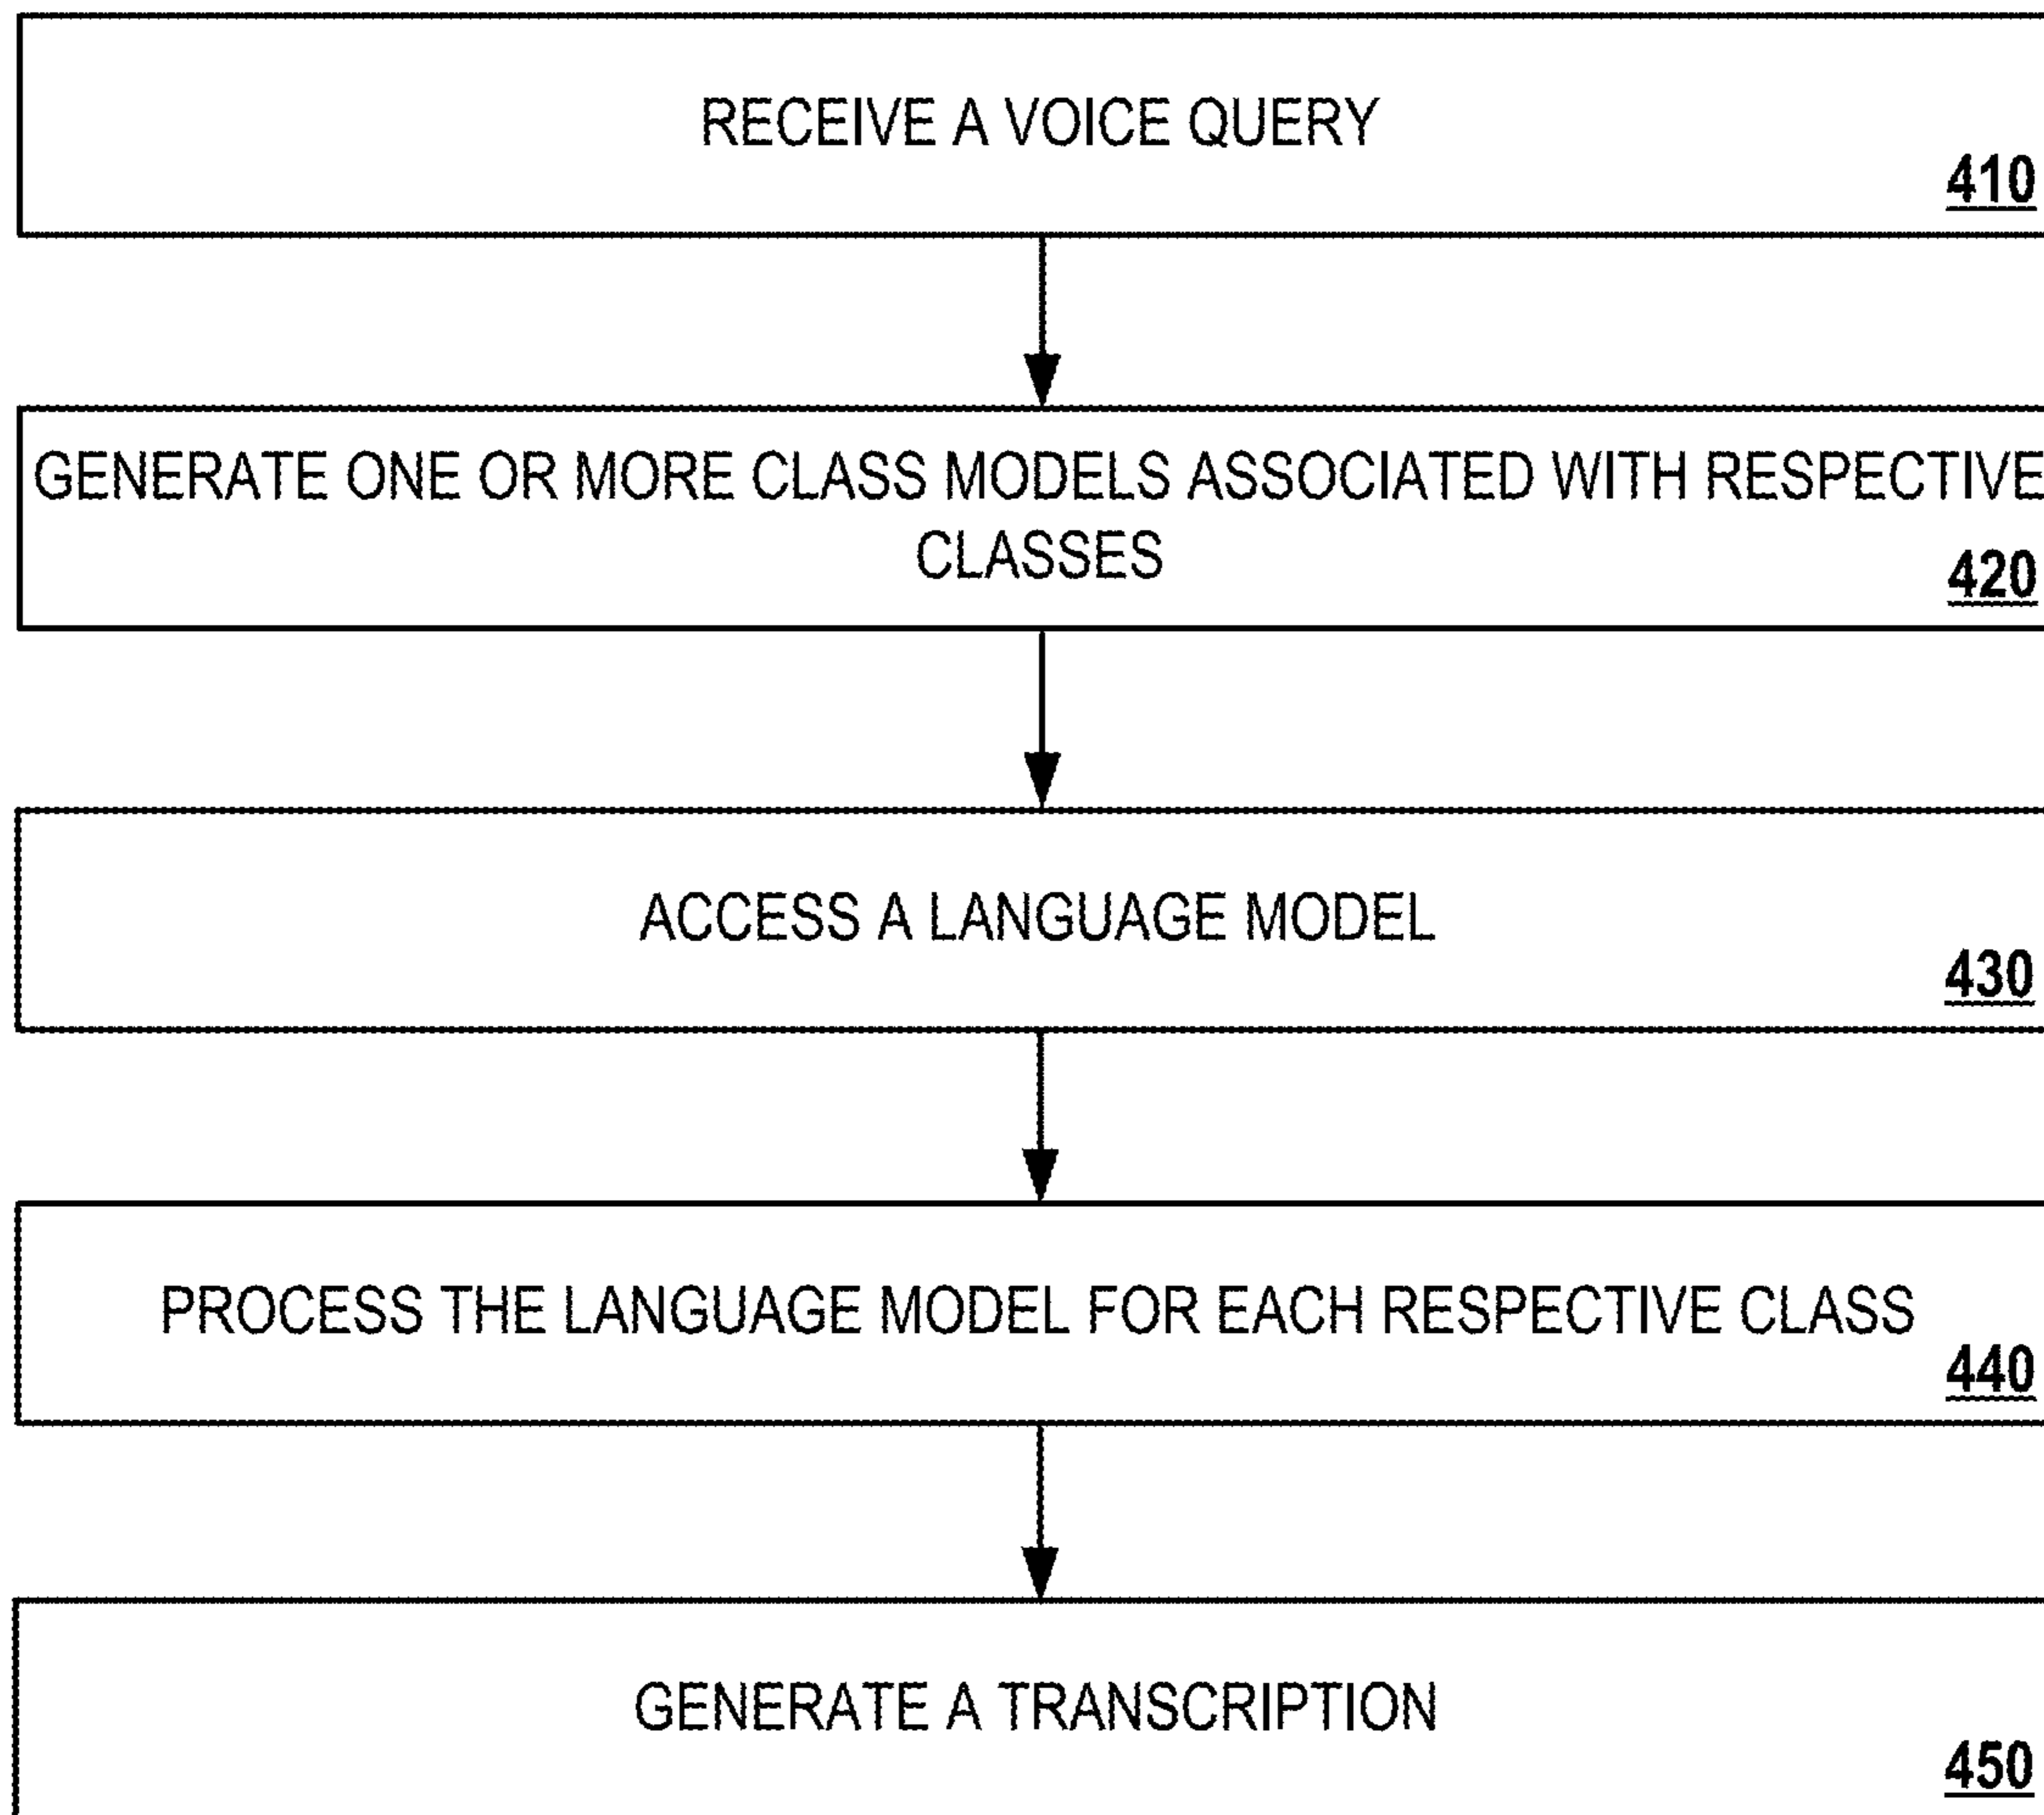 RECEIVE A VOICE QUERY
410
GENERATE ONE OR MORE CLASS MODELS ASSOCIATED WITH RESPECTIVE
CLASSES
420
ACCESS A LANGUAGE MODEL
430
PROCESS THE LANGUAGE MODEL FOR EACH RESPECTIVE CLASS
440
GENERATE A TRANSCRIPTION
450